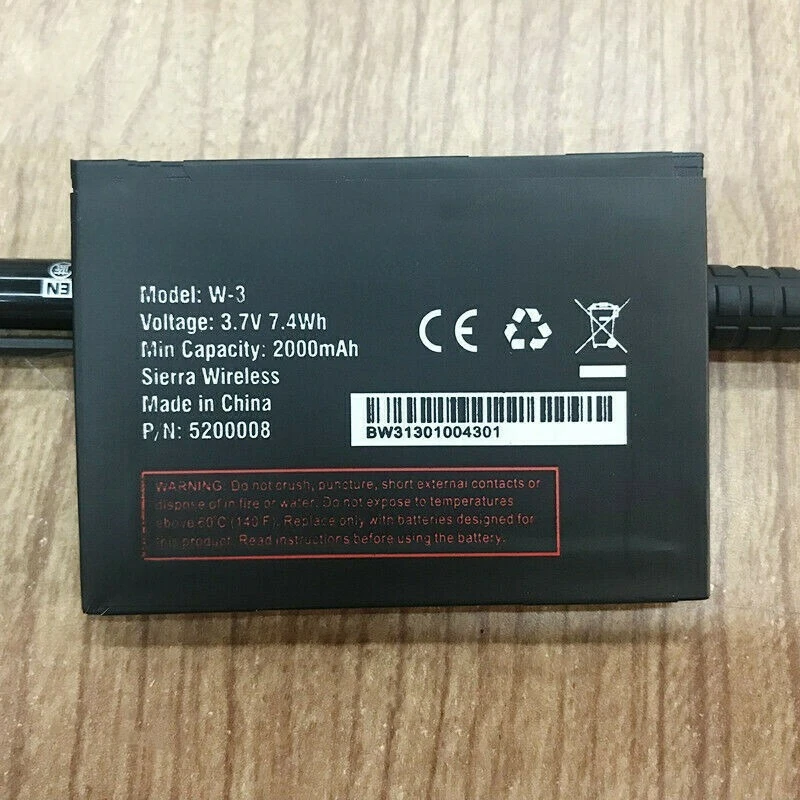 Model: W-3
Voltage: 3.7V 7.4Wh
Min Capacity: 2000mAh
Sierra Wireless
Made in China
P/N: 5200008
CE
BW31301004301
WARNING: Do not crush, puncture, short external contacts or
dispose of in fire or water. Do not expose to temperatures
above 60°C (140°F). Replace only with batteries designed for
this product. Read instructions before using the battery.
EN